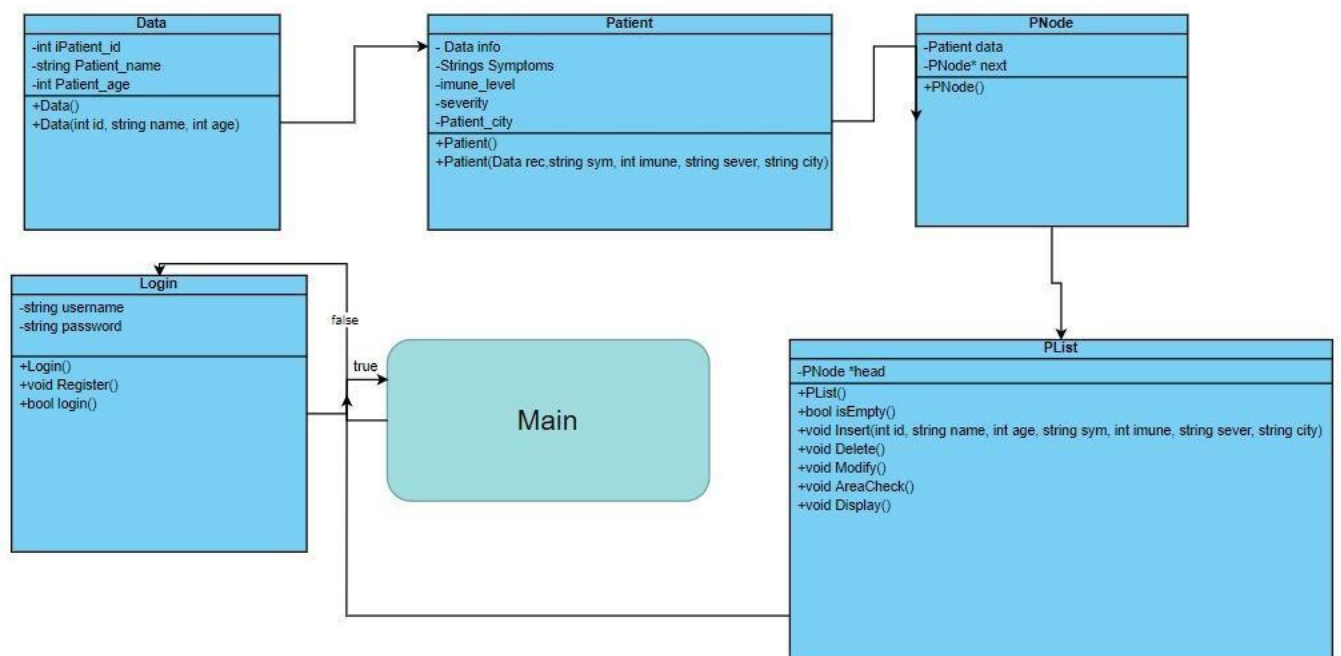 Data
-int iPatient_id
-string Patient_name
-int Patient_age
+Data()
+Data(int id, string name, int age)
Patient
- Data info
-Strings Symptoms
-imune_level
-severity
-Patient_city
+Patient()
+Patient(Data rec,string sym, int imune, string sever, string city)
PNode
-Patient data
-PNode* next
+PNode()
Login
-string username
-string password
+Login()
+void Register()
+bool login()
false
true
Main
PList
-PNode *head
+PList()
+bool isEmpty()
+void Insert(int id, string name, int age, string sym, int imune, string sever, string city)
+void Delete()
+void Modify()
+void AreaCheck()
+void Display()